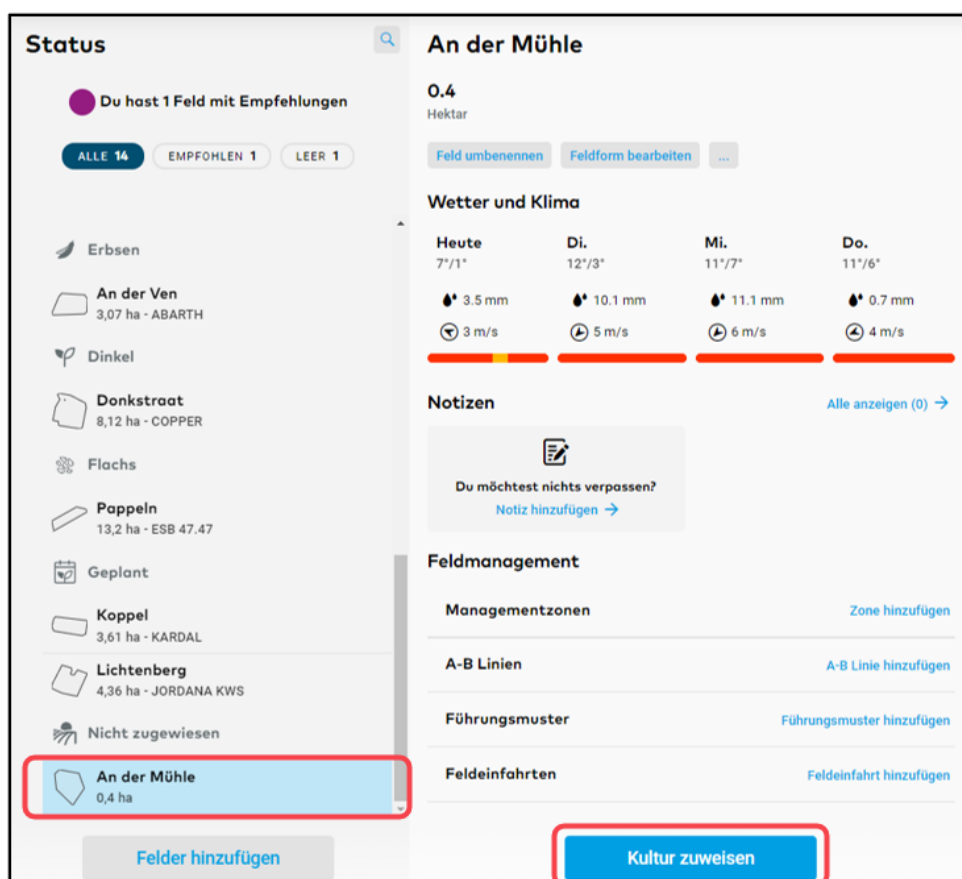 Status
Du hast 1 Feld mit Empfehlungen
ALLE 14 EMPFOHLEN 1 LEER 1
Erbsen
An der Ven
3,07 ha - ABARTH
Dinkel
Donkstraat
8,12 ha - COPPER
Flachs
Pappeln
13,2 ha - ESB 47.47
Geplant
Koppel
3,61 ha - KARDAL
Lichtenberg
4,36 ha - JORDANA KWS
Nicht zugewiesen
An der Mühle
0,4 ha
Felder hinzufügen
An der Mühle
0.4
Hektar
Feld umbenennen Feldform bearbeiten ...
Wetter und Klima
Heute Di. Mi. Do.
7°/1° 12°/3° 11°/7° 11°/6°
3.5 mm 10.1 mm 11.1 mm 0.7 mm
3 m/s 5 m/s 6 m/s 4 m/s
Notizen Alle anzeigen (0) →
Du möchtest nichts verpassen?
Notiz hinzufügen →
Feldmanagement
Managementzonen Zone hinzufügen
A-B Linien A-B Linie hinzufügen
Führungsmuster Führungsmuster hinzufügen
Feldeinfahrten Feldeinfahrt hinzufügen
Kultur zuweisen